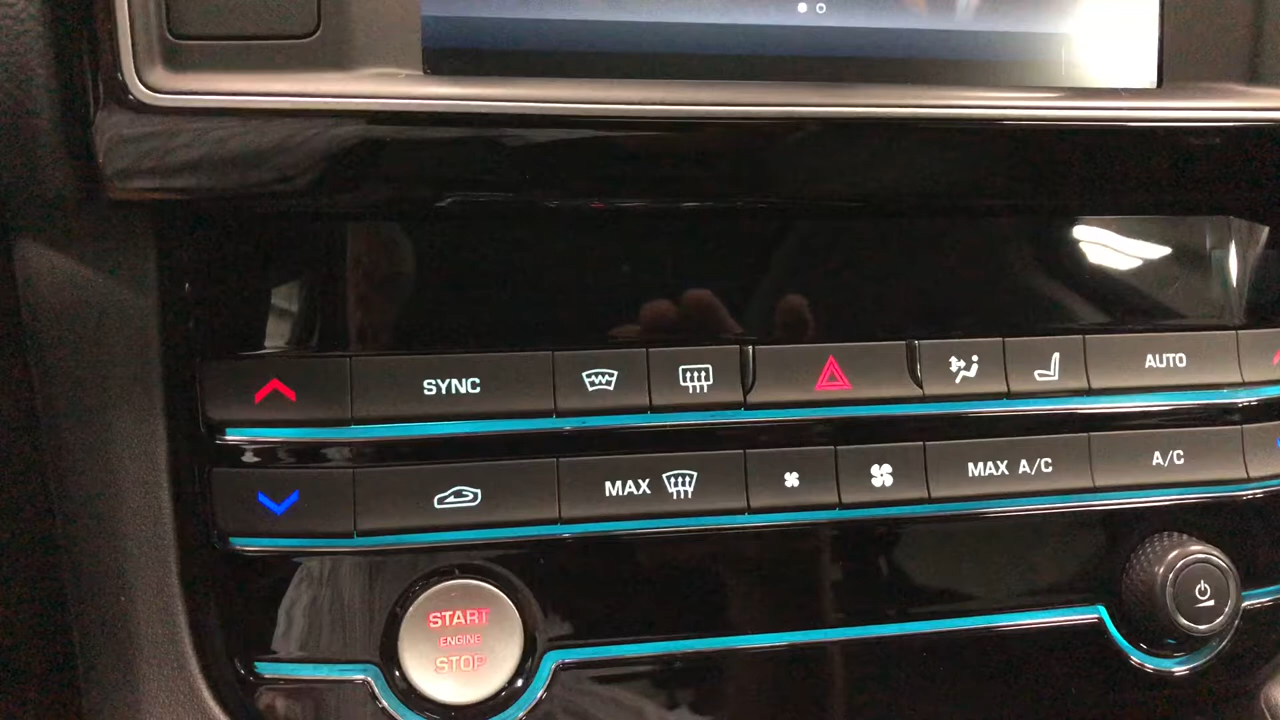 SYNC
AUTO
MAX
MAX A/C
A/C
START
ENGINE
STOP